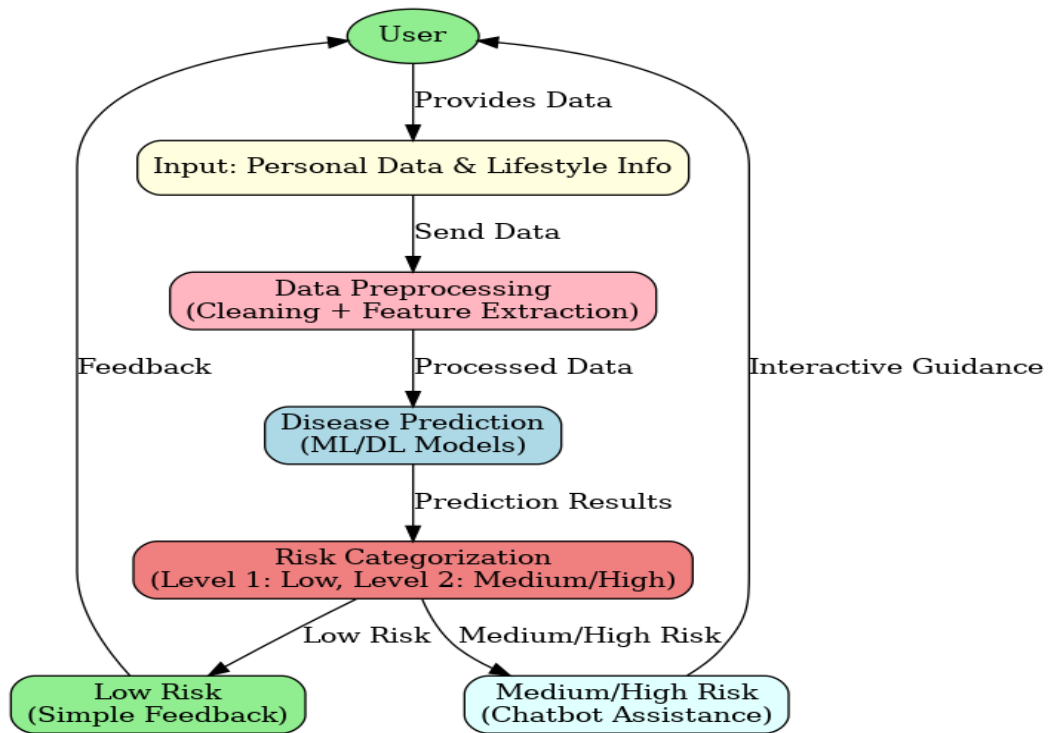 User
Provides Data
Input: Personal Data & Lifestyle Info
Send Data
Data Preprocessing
(Cleaning + Feature Extraction)
Feedback
Processed Data
Interactive Guidance
Disease Prediction
(ML/DL Models)
Prediction Results
Risk Categorization
(Level 1: Low, Level 2: Medium/High)
Low Risk
Medium/High Risk
Low Risk
(Simple Feedback)
Medium/High Risk
(Chatbot Assistance)